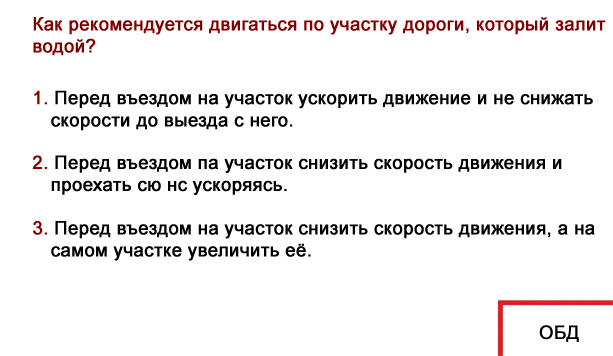 Как рекомендуется двигаться по участку дороги, который залит
водой?
1. Перед въездом на участок ускорить движение и не снижать
скорости до выезда с него.
2. Перед въездом па участок снизить скорость движения и
проехать сю нс ускоряясь.
3. Перед въездом на участок снизить скорость движения, а на
самом участке увеличить её.
ОБД